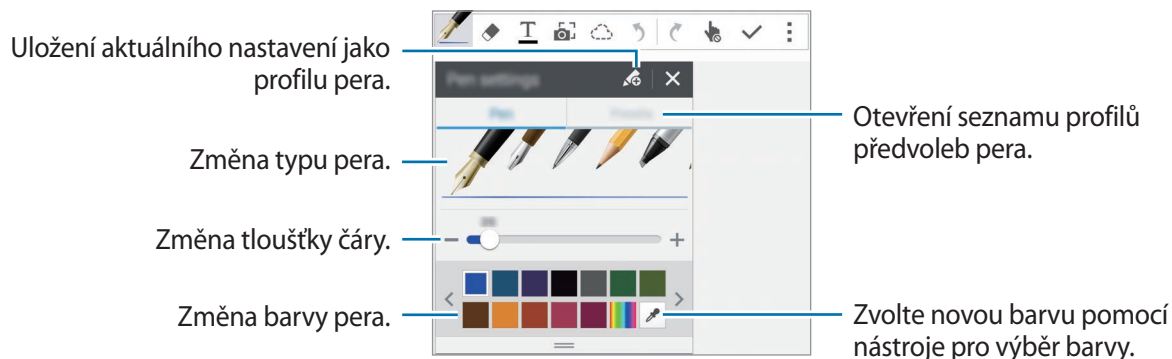 Uložení aktuálního nastavení jako
profilu pera.
Pen settings
Pen
Otevření seznamu profilů
předvoleb pera.
Změna typu pera.
Změna tloušťky čáry.
Změna barvy pera.
Zvolte novou barvu pomocí
nástroje pro výběr barvy.